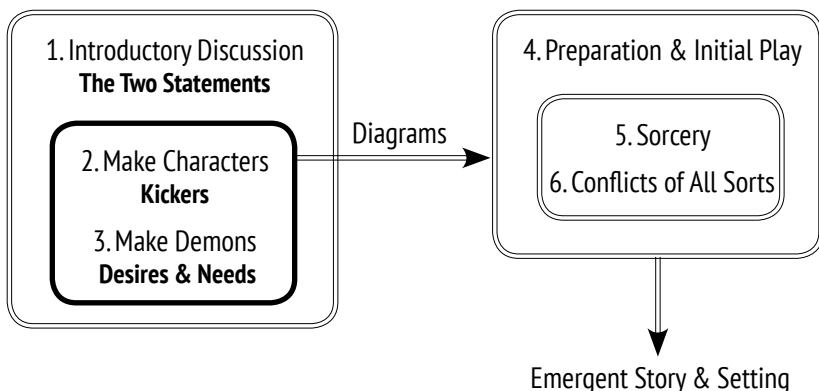 1. Introductory Discussion
The Two Statements
2. Make Characters
Kickers
3. Make Demons
Desires & Needs
Diagrams
4. Preparation & Initial Play
5. Sorcery
6. Conflicts of All Sorts
Emergent Story & Setting